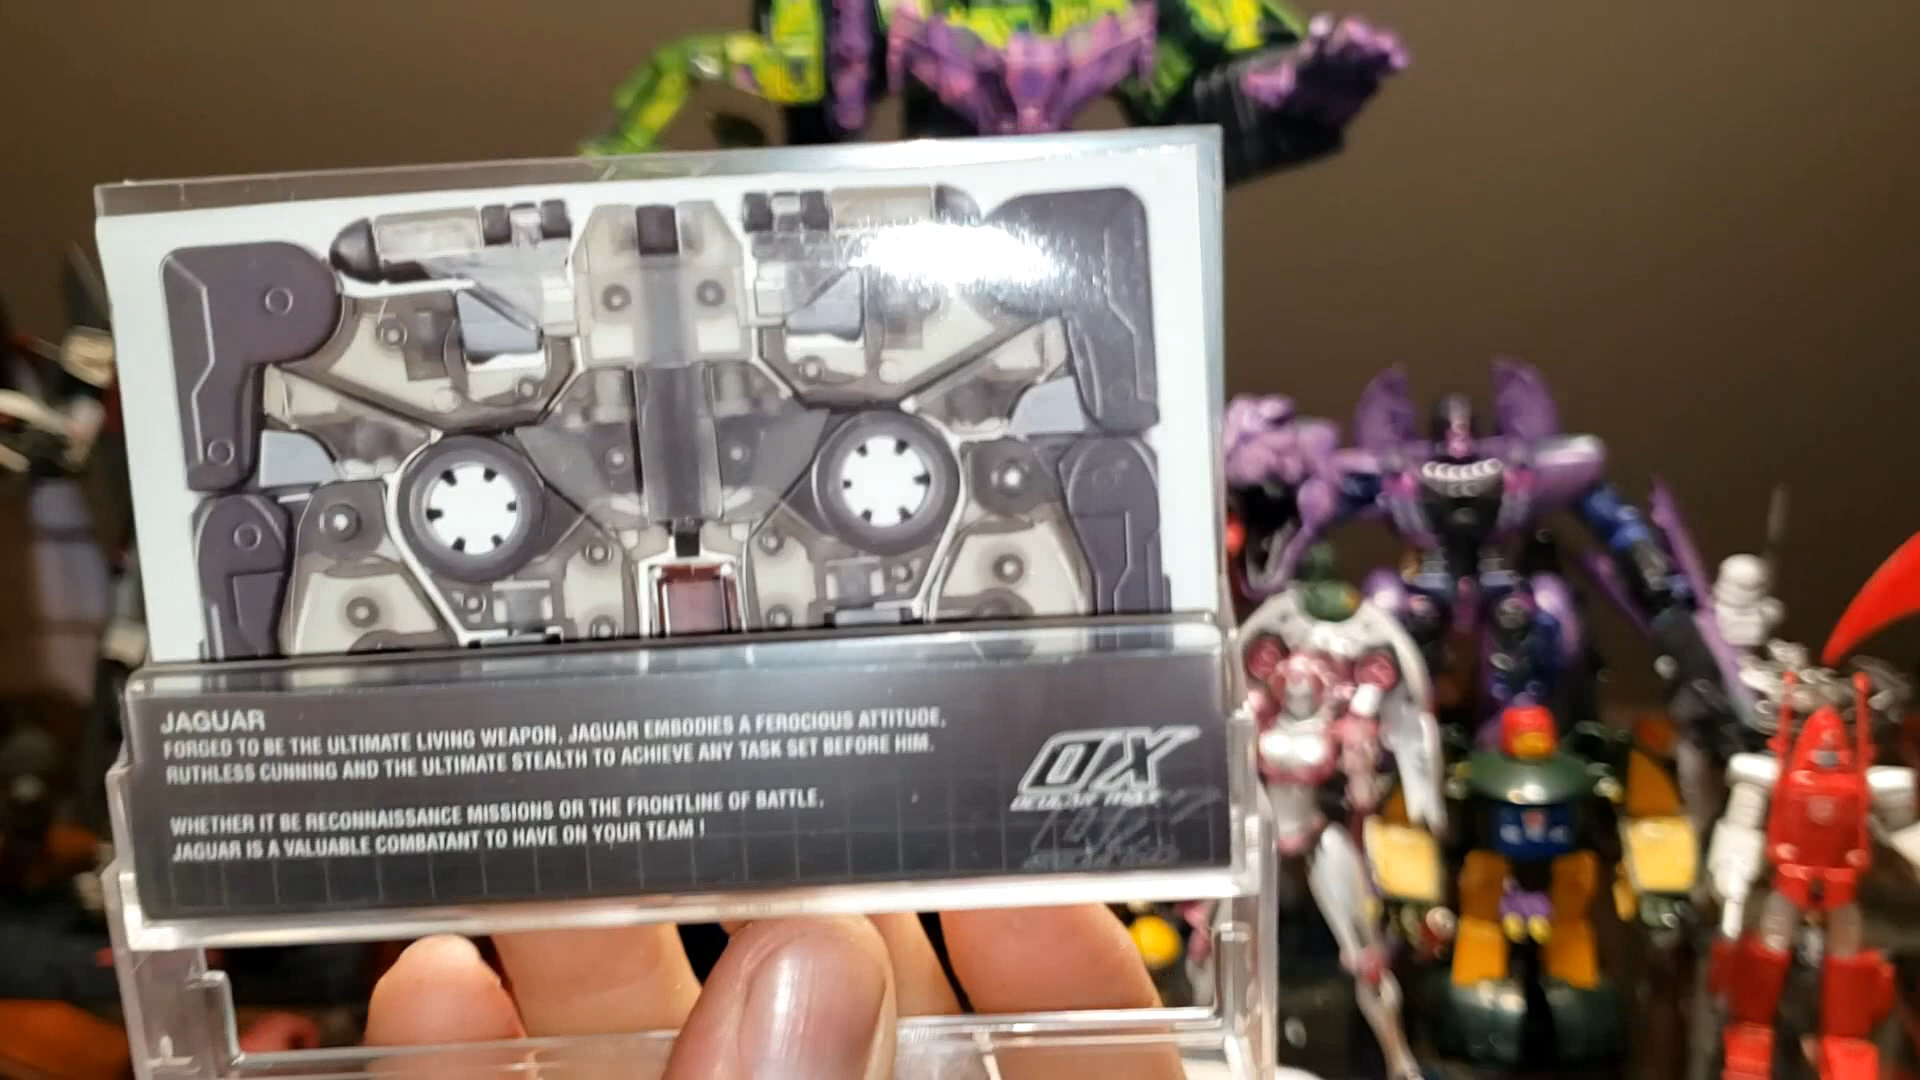 JAGUAR
FORGED TO BE THE ULTIMATE LIVING WEAPON, JAGUAR EMBODIES A FEROCIOUS ATTITUDE,
RUTHLESS CUNNING AND THE ULTIMATE STEALTH TO ACHIEVE ANY TASK SET BEFORE HIM.
WHETHER IT BE RECONNAISSANCE MISSIONS OR THE FRONTLINE OF BATTLE,
JAGUAR IS A VALUABLE COMBATANT TO HAVE ON YOUR TEAM !
OX
OCULAR MAX